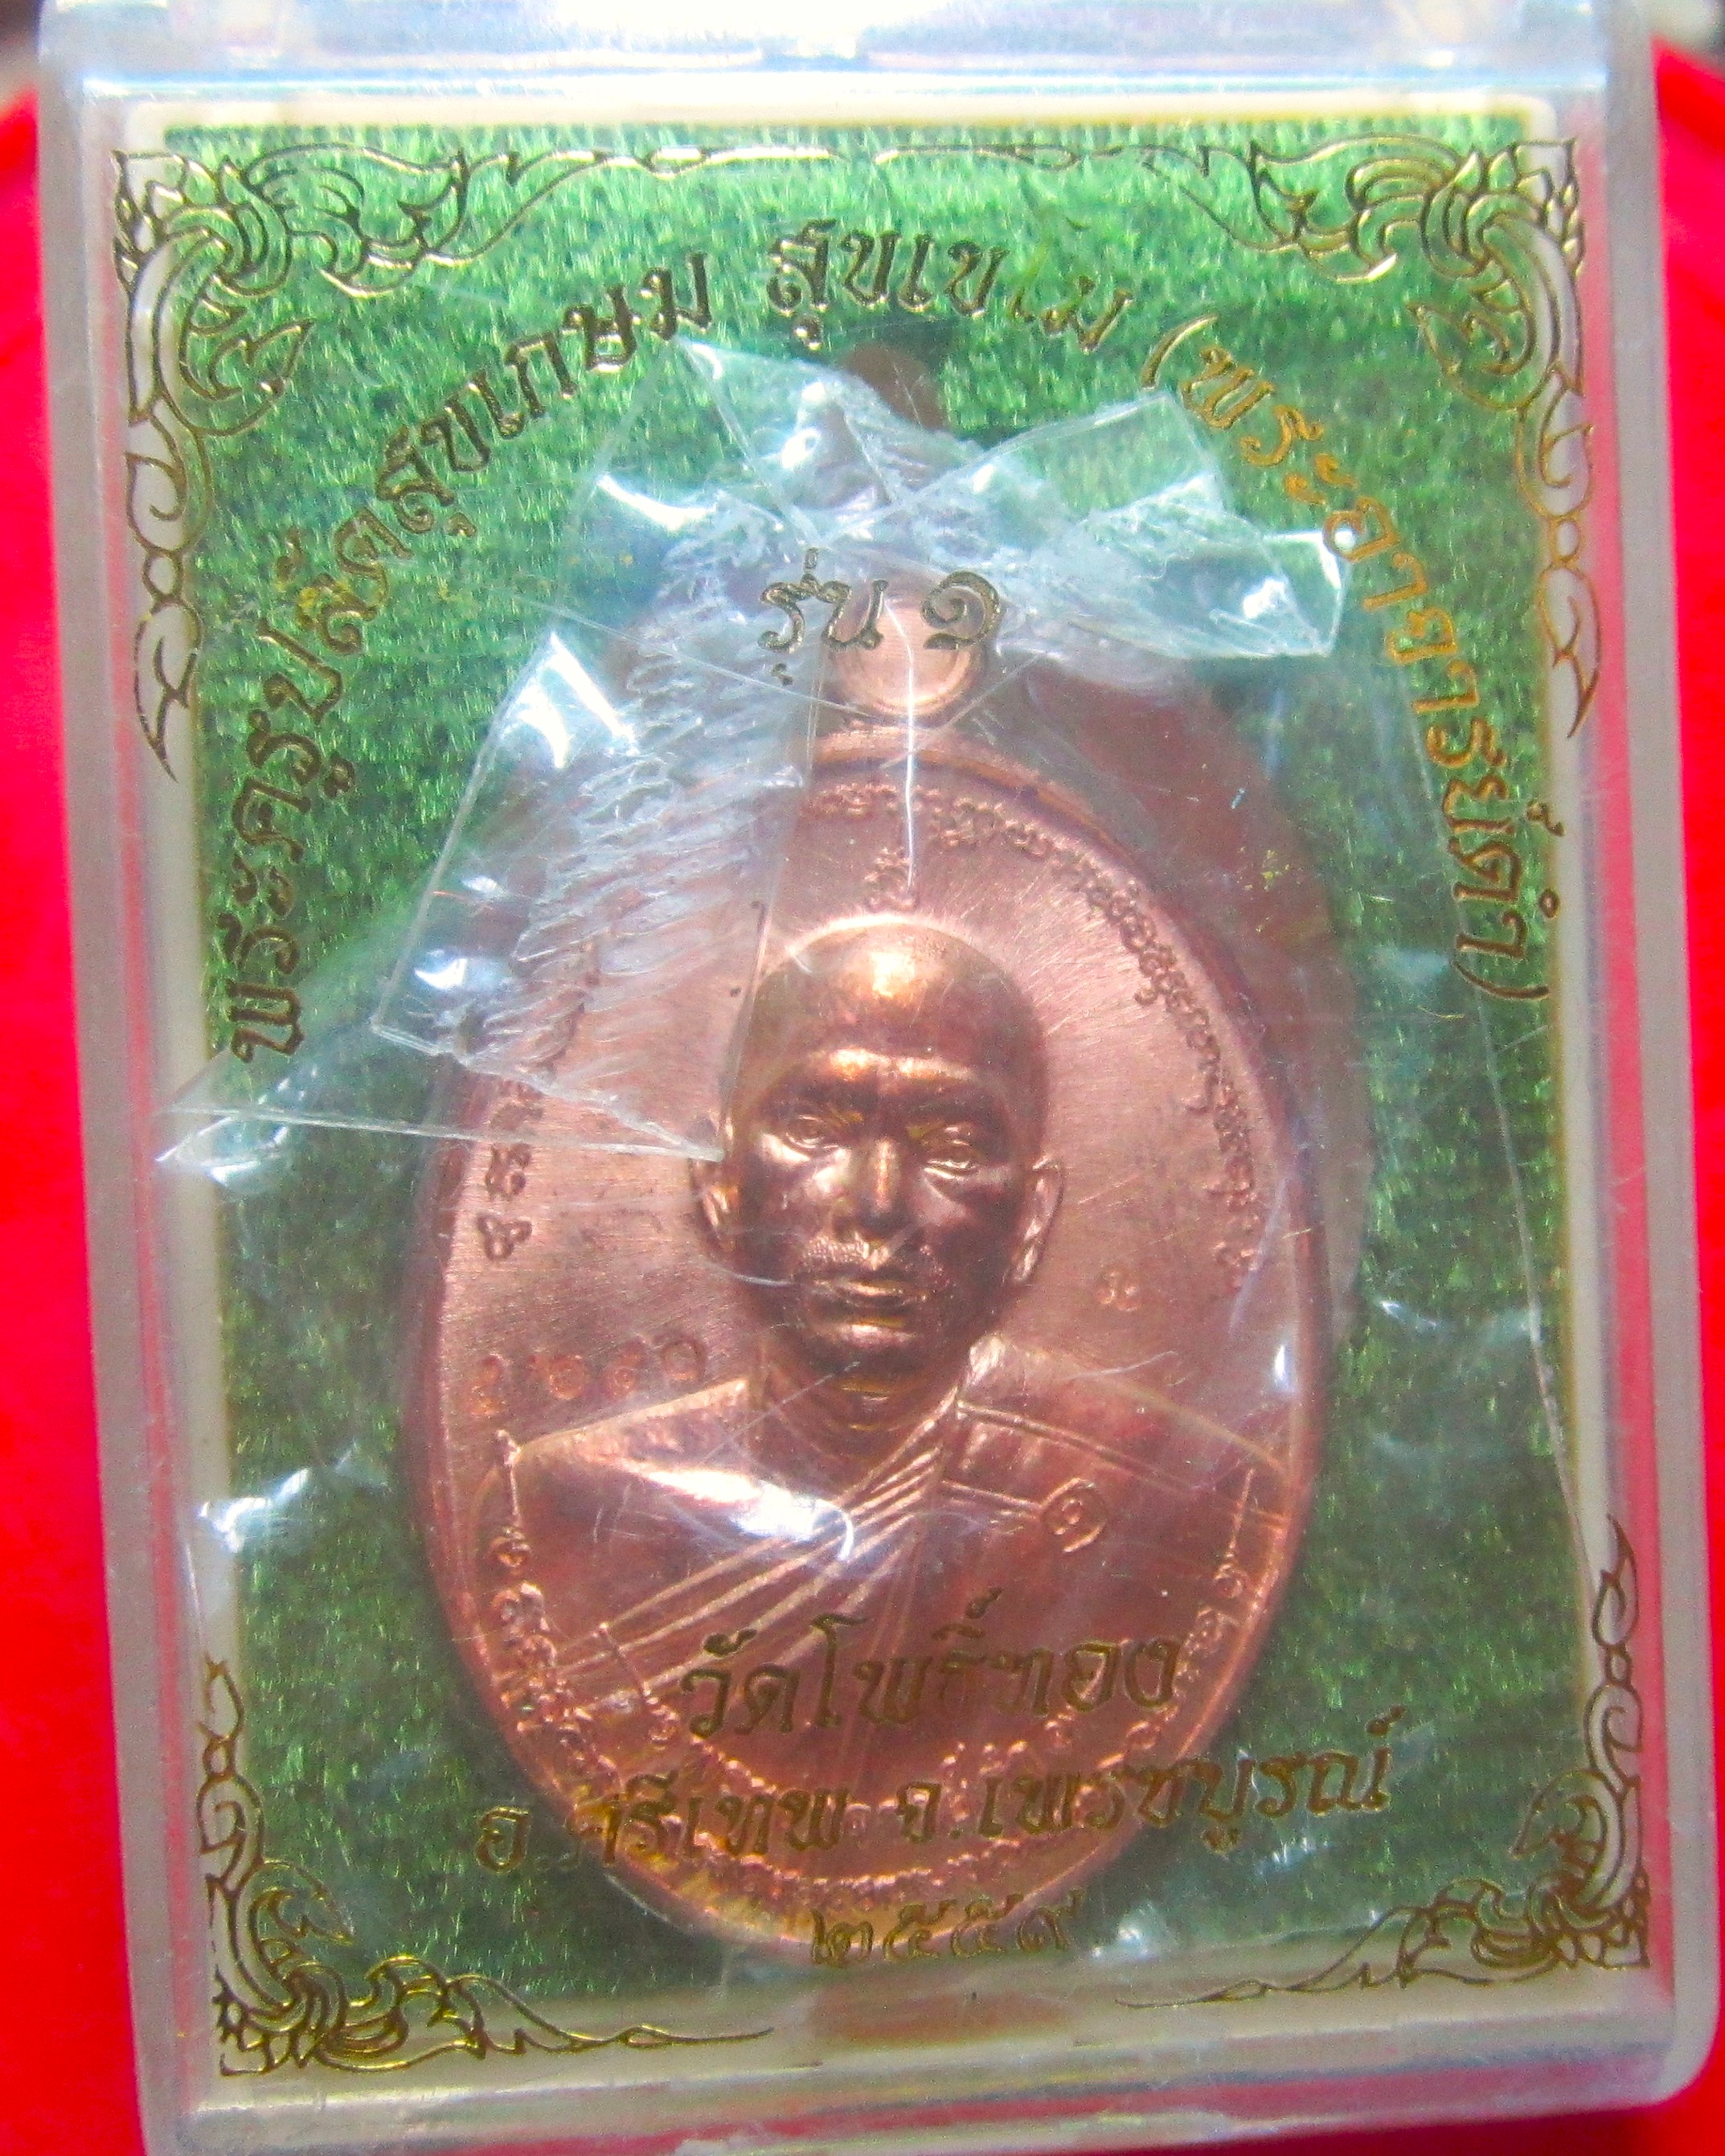 พระครูปลัดสุขเกษม สุขเขโม (พระอาจารย์ดำ)
รุ่น ๑
วัดโพธิ์ทอง
อ.ศรีเทพ จ.เพชรบูรณ์
๒๕๕๙